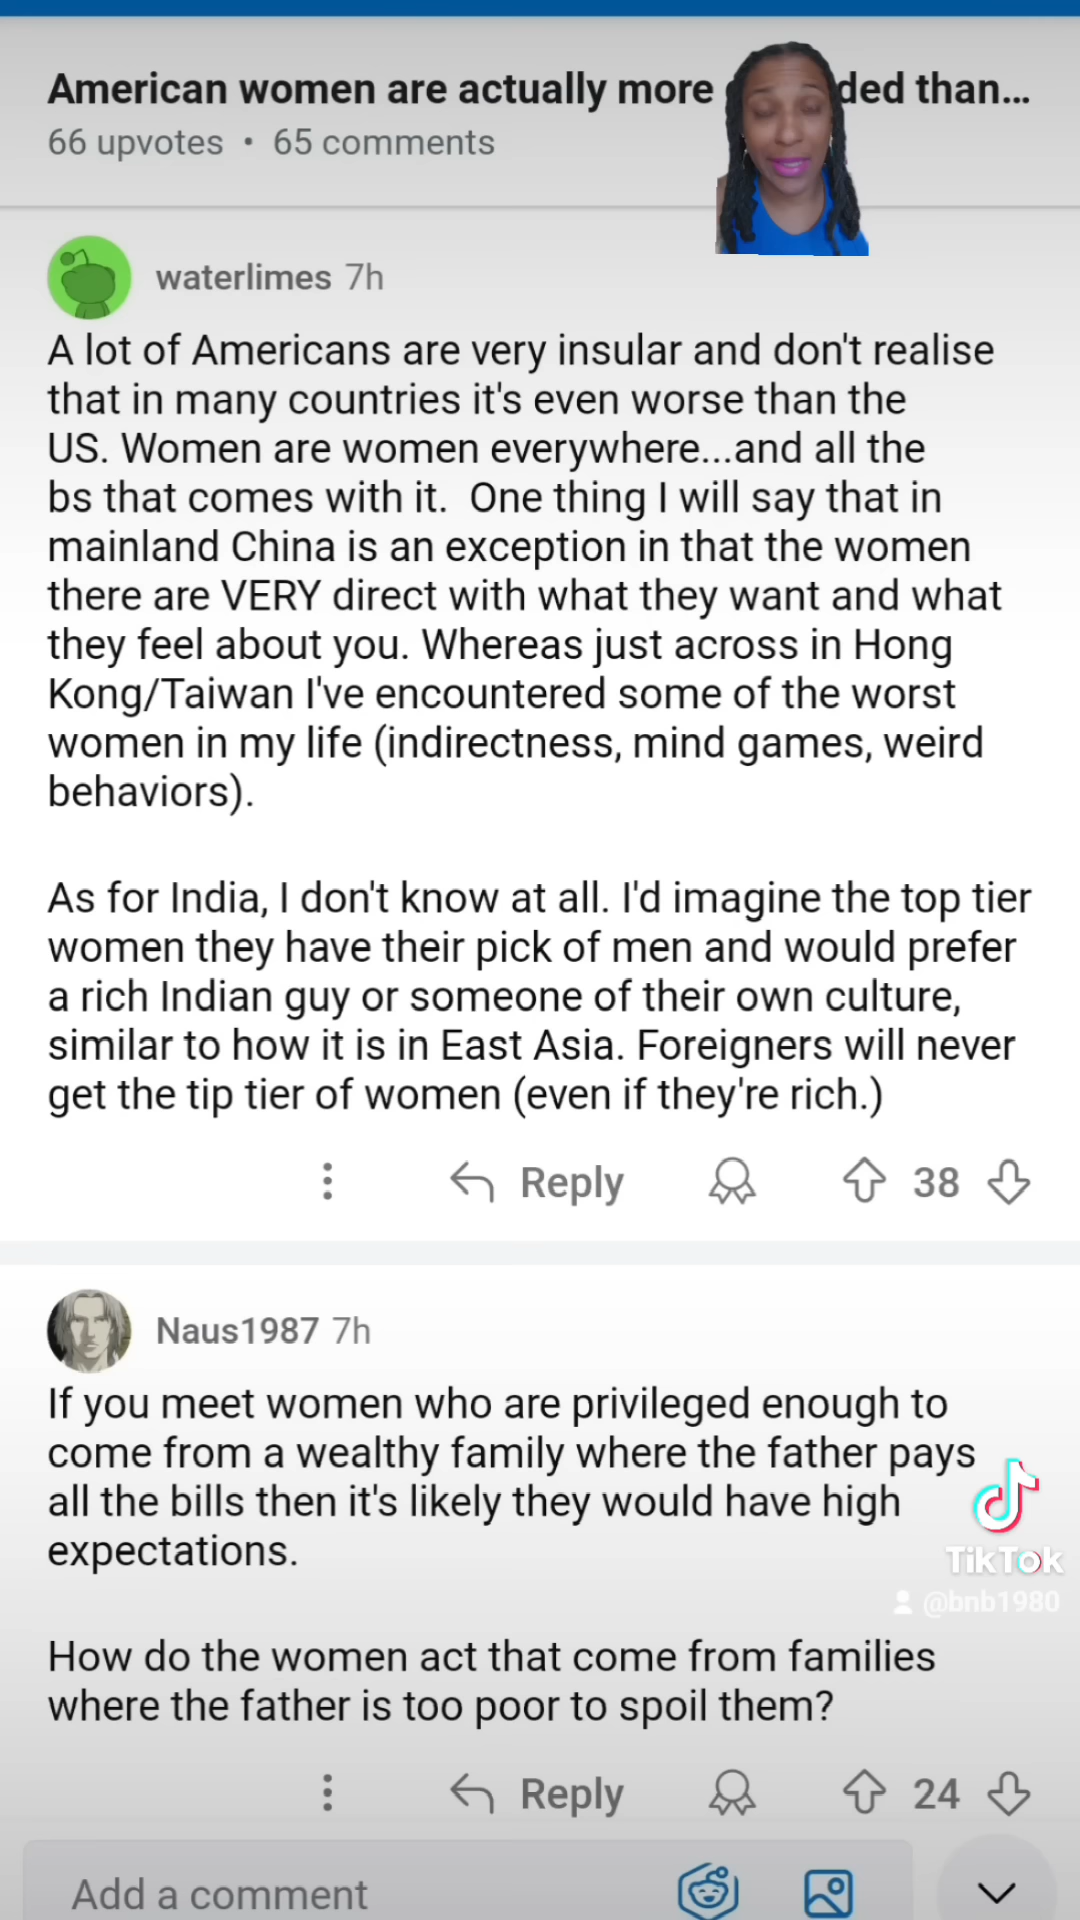 American women are actually more ded than...
66 upvotes • 65 comments
waterlimes 7h
A lot of Americans are very insular and don't realise
that in many countries it's even worse than the
US. Women are women everywhere...and all the
bs that comes with it. One thing I will say that in
mainland China is an exception in that the women
there are VERY direct with what they want and what
they feel about you. Whereas just across in Hong
Kong/Taiwan I've encountered some of the worst
women in my life (indirectness, mind games, weird
behaviors).
As for India, I don't know at all. I'd imagine the top tier
women they have their pick of men and would prefer
a rich Indian guy or someone of their own culture,
similar to how it is in East Asia. Foreigners will never
get the tip tier of women (even if they're rich.)
Reply 38
Naus1987 7h
If you meet women who are privileged enough to
come from a wealthy family where the father pays
all the bills then it's likely they would have high
expectations.
TikTok
@bnb1980
How do the women act that come from families
where the father is too poor to spoil them?
Reply 24
Add a comment